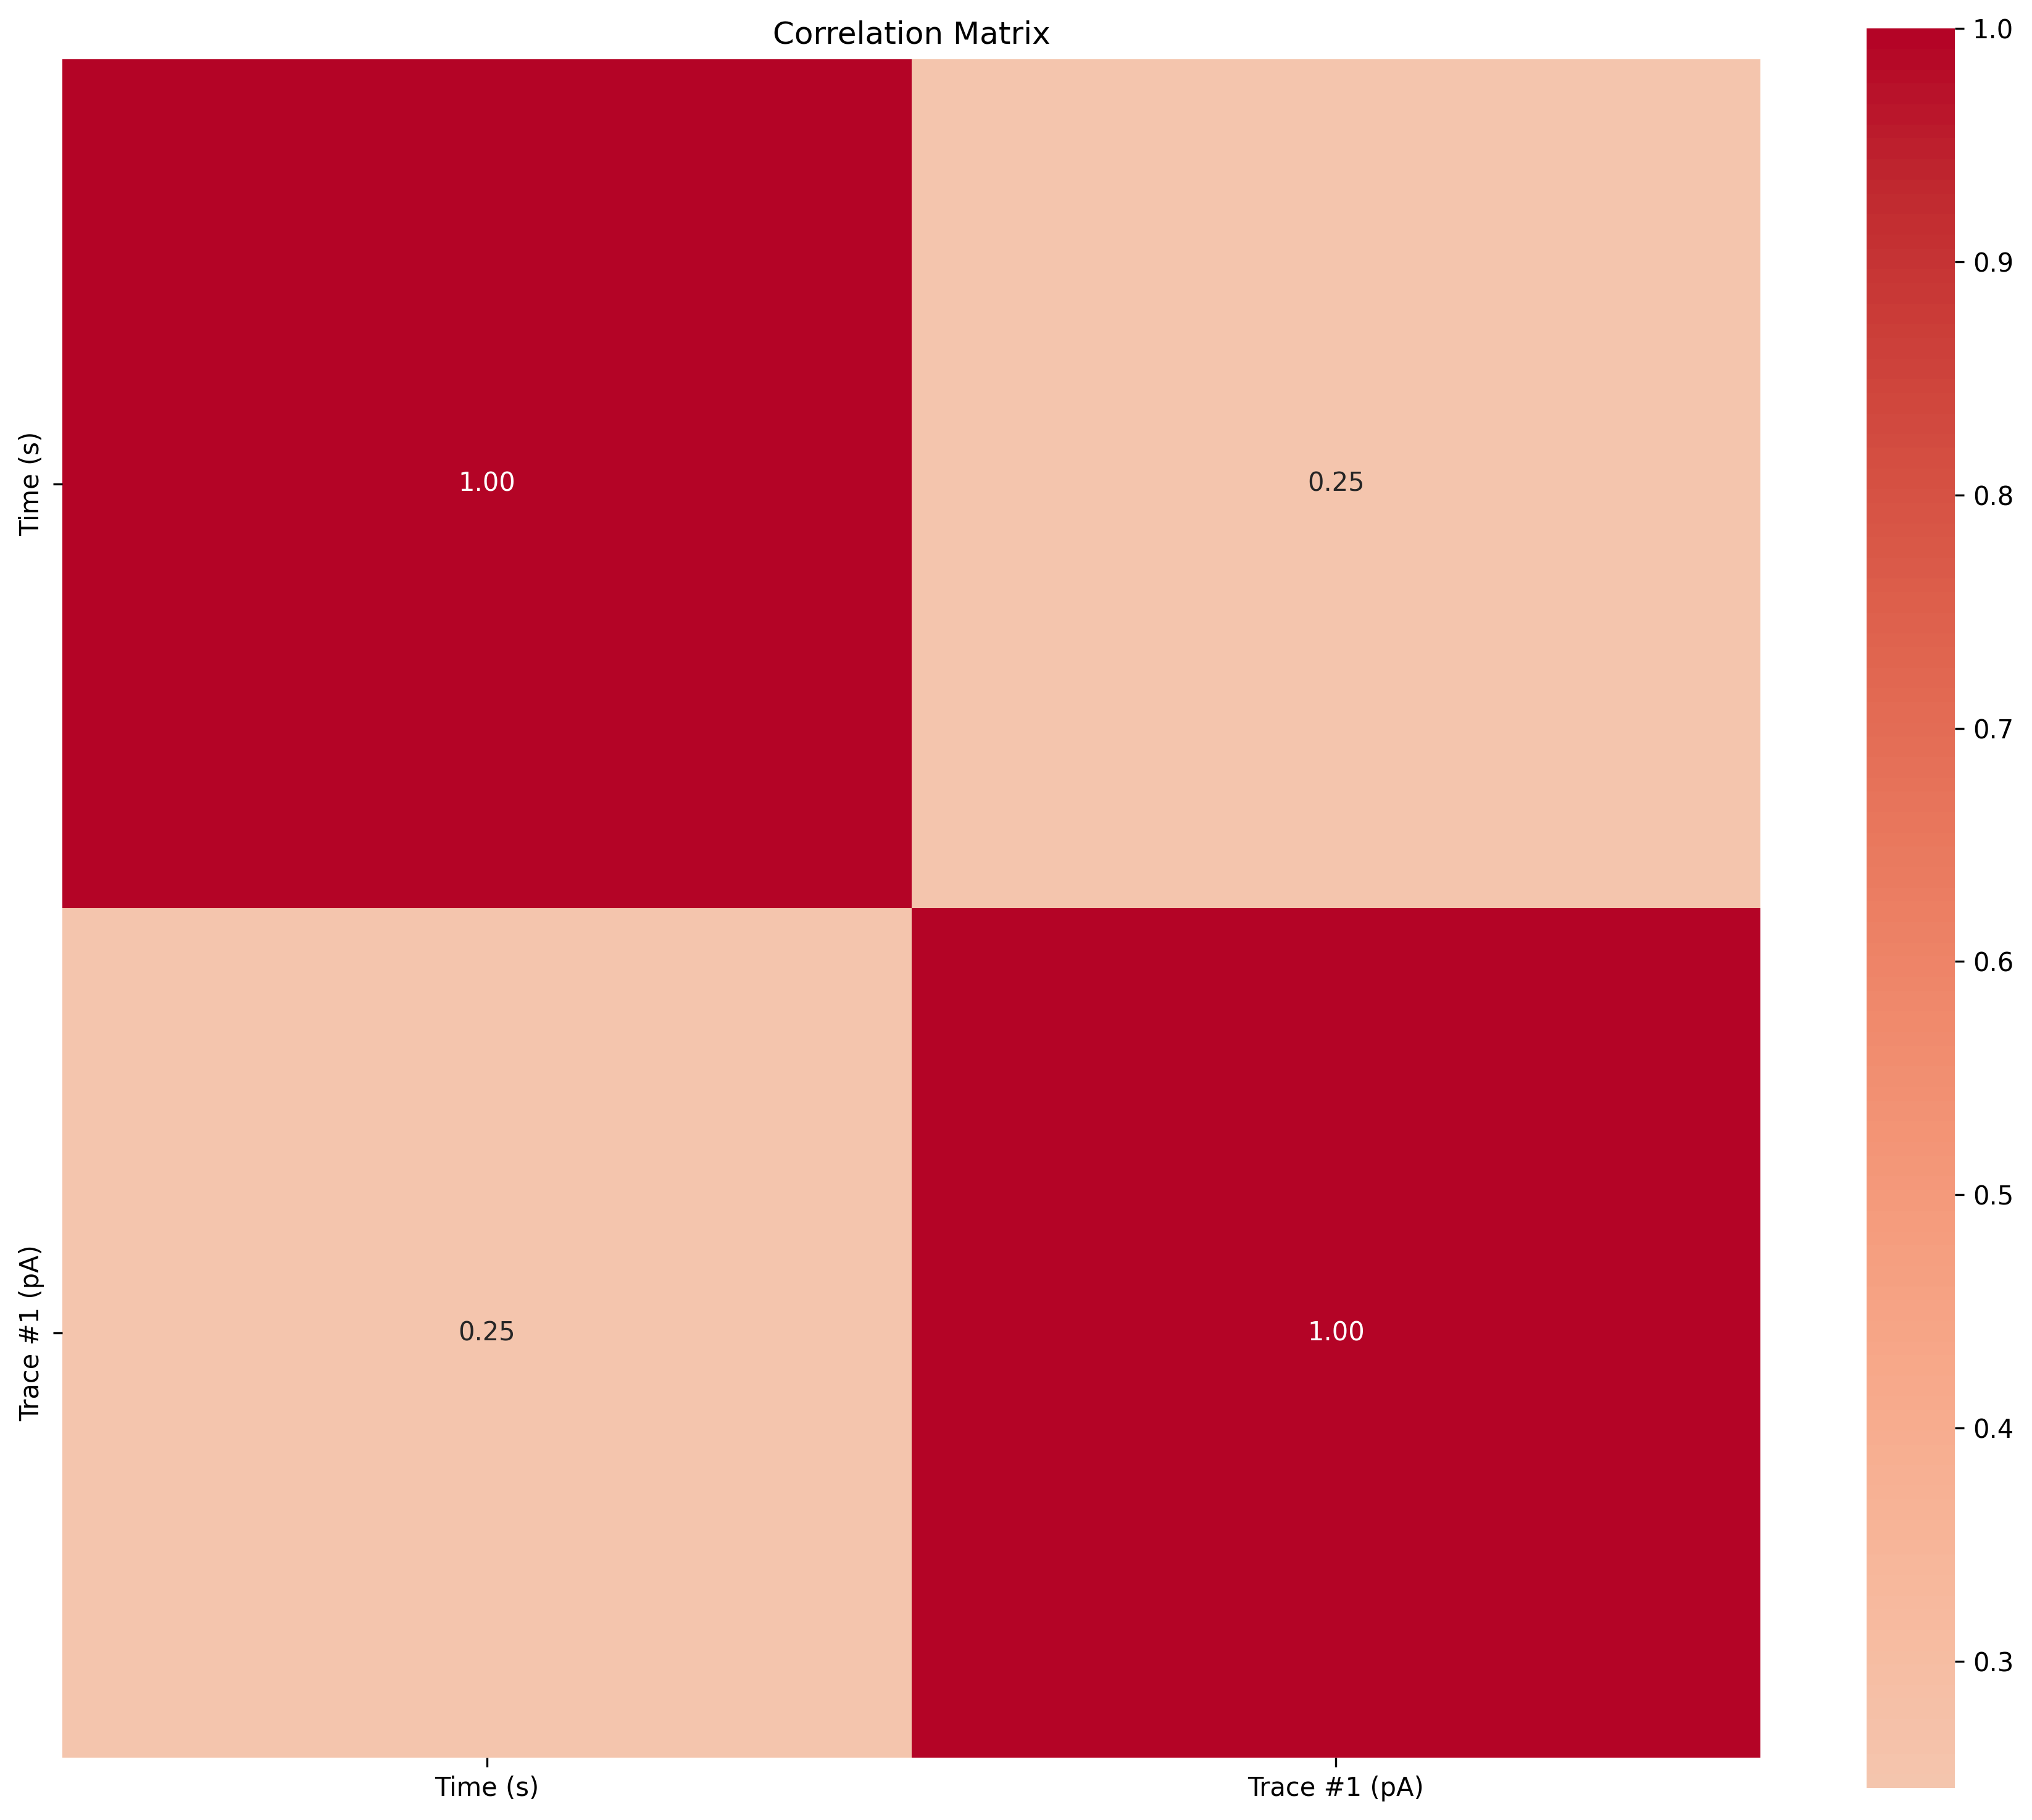 Correlation Matrix
Time (s)
1.00
0.25
Trace #1 (pA)
0.25
1.00
Time (s)
Trace #1 (pA)
1.0
0.9
0.8
0.7
0.6
0.5
0.4
0.3